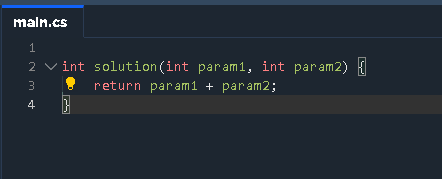 main.cs
1
2 int solution(int param1, int param2) {
3 return param1 + param2;
4 }